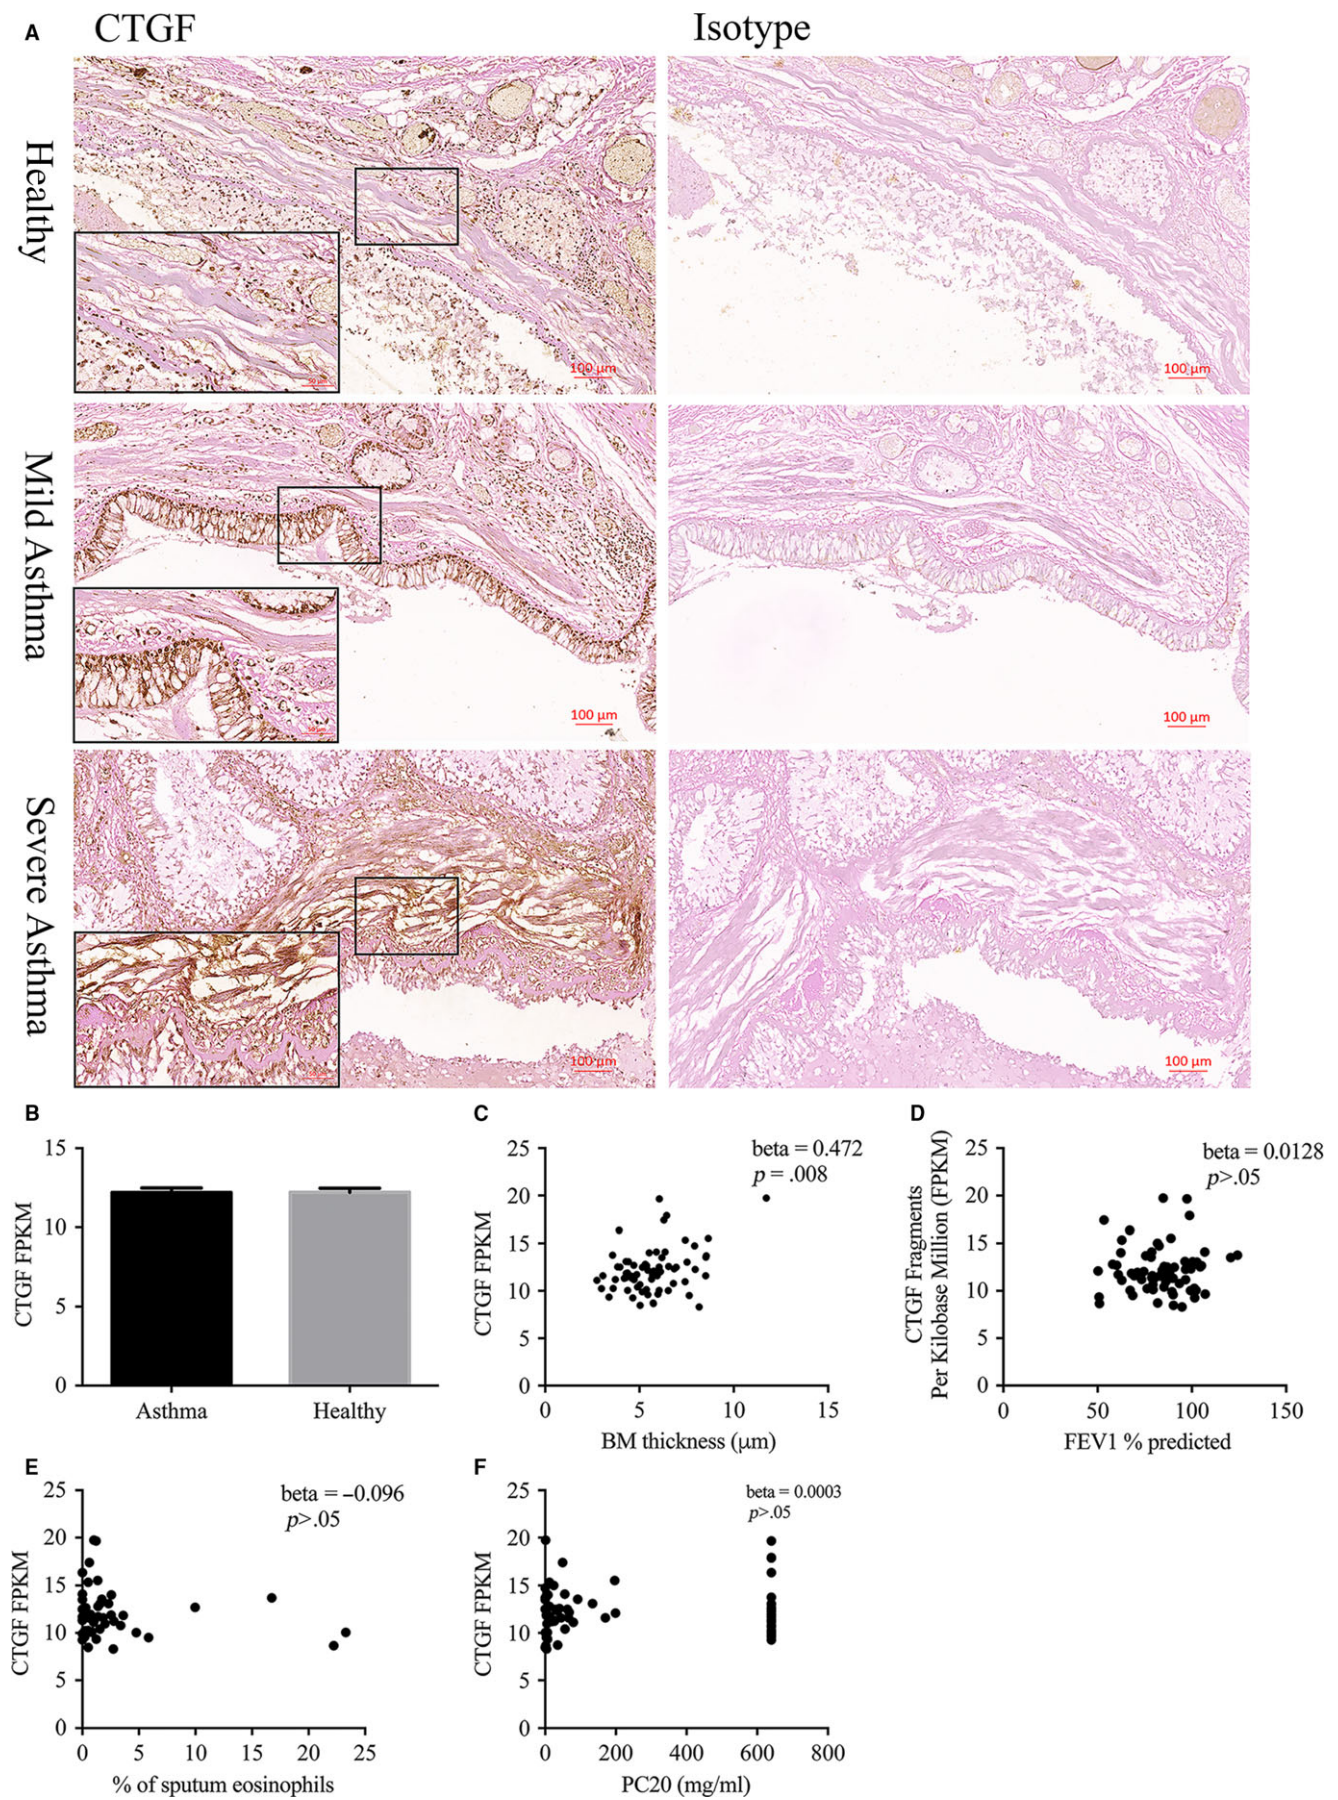 A CTGF Isotype
Healthy
50 µm
100 µm
100 µm
Mild Asthma
50 µm
100 µm
100 µm
Severe Asthma
100 µm
100 µm
B
CTGF FPKM
15
10
5
0
Asthma Healthy
C
CTGF FPKM
25
20
15
10
5
0
0 5 10 15
BM thickness (µm)
beta = 0.472
p = .008
D
CTGF Fragments
Per Kilobase Million (FPKM)
25
20
15
10
5
0
0 50 100 150
FEV1 % predicted
beta = 0.0128
p>.05
E
CTGF FPKM
25
20
15
10
5
0
0 5 10 15 20 25
% of sputum eosinophils
beta = –0.096
p>.05
F
CTGF FPKM
25
20
15
10
5
0
0 200 400 600 800
PC20 (mg/ml)
beta = 0.0003
p>.05